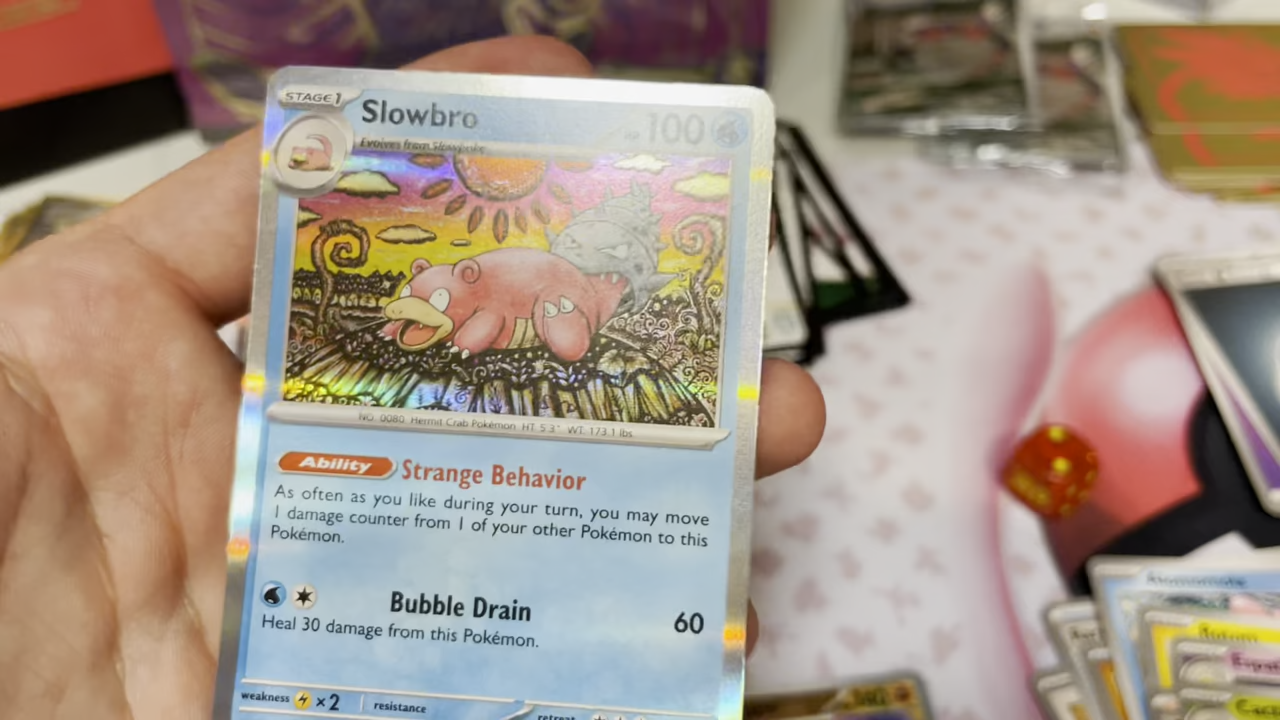 STAGE 1
Slowbro
HP 100
Evolves from Slowpoke
NO. 0080 Hermit Crab Pokémon HT: 5'3" WT: 173.1 lbs
Ability Strange Behavior
As often as you like during your turn, you may move
1 damage counter from 1 of your other Pokémon to this
Pokémon.
Bubble Drain 60
Heal 30 damage from this Pokémon.
weakness ×2 resistance
retreat
Rotom